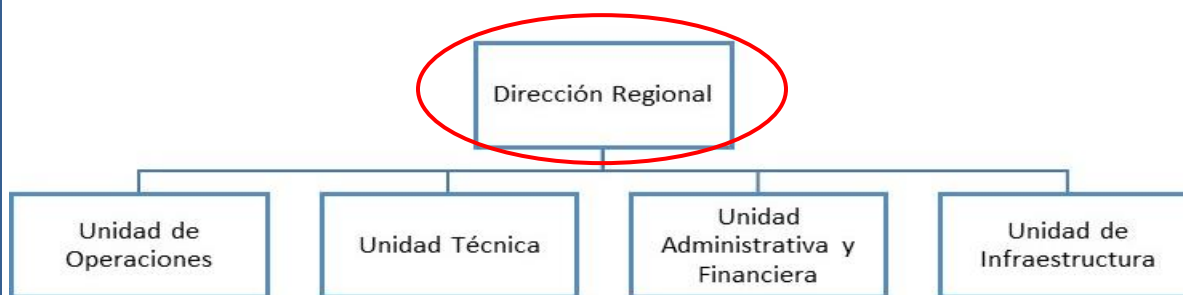 Dirección Regional
Unidad de
Operaciones
Unidad Técnica
Unidad
Administrativa y
Financiera
Unidad de
Infraestructura